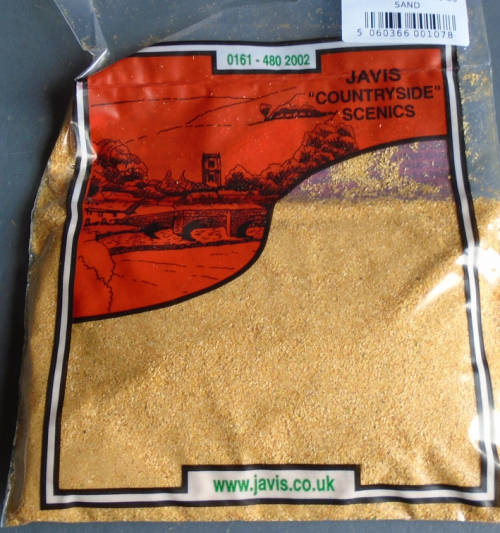 SAND
5 060366 001078
0161 - 480 2002
JAVIS
"COUNTRYSIDE"
SCENICS
www.javis.co.uk